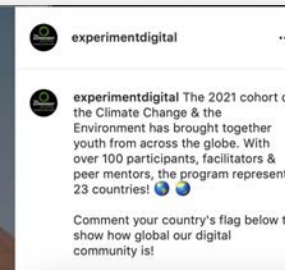 experimentdigital
experimentdigital The 2021 cohort
the Climate Change & the
Environment has brought together
youth from across the globe. With
over 100 participants, facilitators &
peer mentors, the program represent
23 countries! 🌎 🌏
Comment your country's flag below
show how global our digital
community is!